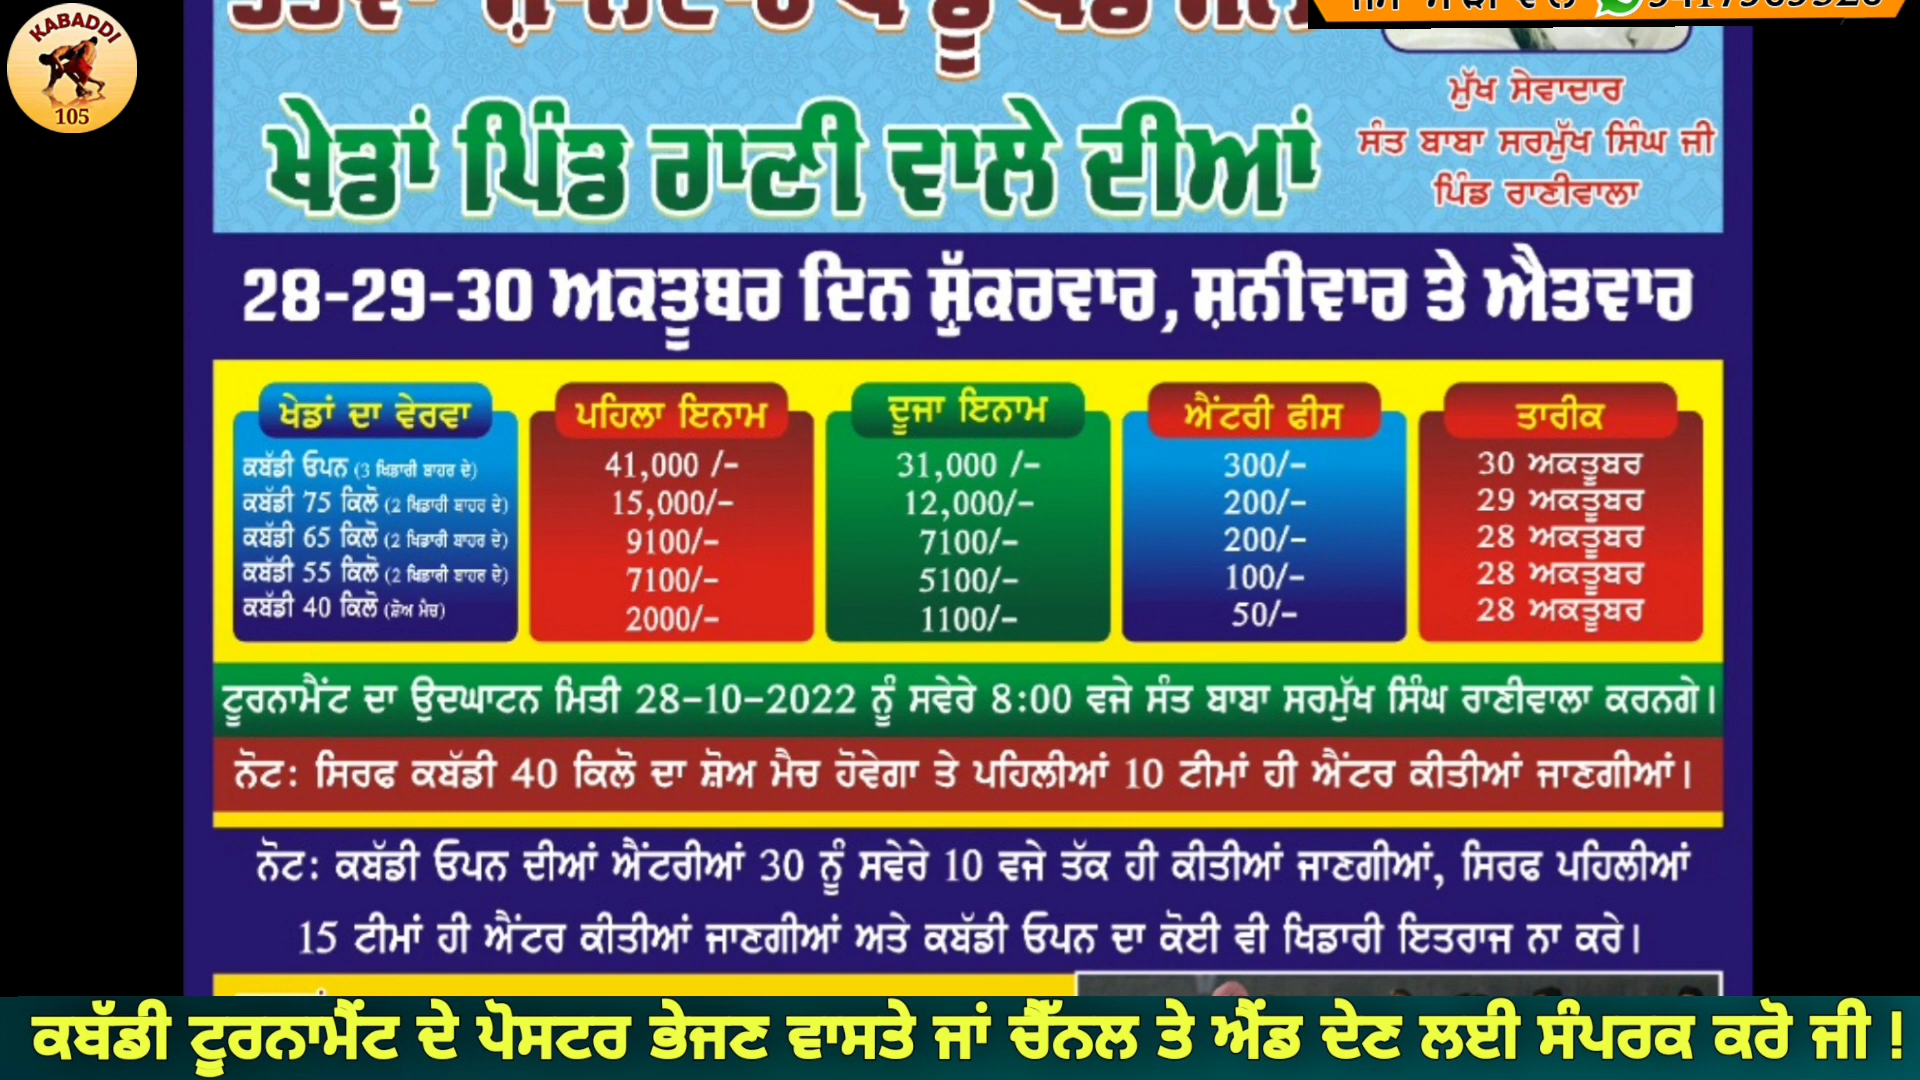 KABADDI
105
ਮੁੱਖ ਸੇਵਾਦਾਰ
ਸੰਤ ਬਾਬਾ ਸਰਮੁੱਖ ਸਿੰਘ ਜੀ
ਪਿੰਡ ਰਾਣੀਵਾਲਾ
ਖੇਡਾਂ ਪਿੰਡ ਰਾਣੀ ਵਾਲੇ ਦੀਆਂ
28-29-30 ਅਕਤੂਬਰ ਦਿਨ ਸ਼ੁੱਕਰਵਾਰ, ਸ਼ਨੀਵਾਰ ਤੇ ਐਤਵਾਰ
ਖੇਡਾਂ ਦਾ ਵੇਰਵਾ ਪਹਿਲਾ ਇਨਾਮ ਦੂਜਾ ਇਨਾਮ ਐਂਟਰੀ ਫੀਸ ਤਾਰੀਕ
ਕਬੱਡੀ ਓਪਨ (3 ਖਿਡਾਰੀ ਬਾਹਰ ਦੇ) 41,000 /- 31,000 /- 300/- 30 ਅਕਤੂਬਰ
ਕਬੱਡੀ 75 ਕਿਲੋ (2 ਖਿਡਾਰੀ ਬਾਹਰ ਦੇ) 15,000/- 12,000/- 200/- 29 ਅਕਤੂਬਰ
ਕਬੱਡੀ 65 ਕਿਲੋ (2 ਖਿਡਾਰੀ ਬਾਹਰ ਦੇ) 9100/- 7100/- 200/- 28 ਅਕਤੂਬਰ
ਕਬੱਡੀ 55 ਕਿਲੋ (2 ਖਿਡਾਰੀ ਬਾਹਰ ਦੇ) 7100/- 5100/- 100/- 28 ਅਕਤੂਬਰ
ਕਬੱਡੀ 40 ਕਿਲੋ (ਸ਼ੋਅ ਮੈਚ) 2000/- 1100/- 50/- 28 ਅਕਤੂਬਰ
ਟੂਰਨਾਮੈਂਟ ਦਾ ਉਦਘਾਟਨ ਮਿਤੀ 28-10-2022 ਨੂੰ ਸਵੇਰੇ 8:00 ਵਜੇ ਸੰਤ ਬਾਬਾ ਸਰਮੁੱਖ ਸਿੰਘ ਰਾਣੀਵਾਲਾ ਕਰਨਗੇ।
ਨੋਟ: ਸਿਰਫ ਕਬੱਡੀ 40 ਕਿਲੋ ਦਾ ਸ਼ੋਅ ਮੈਚ ਹੋਵੇਗਾ ਤੇ ਪਹਿਲੀਆਂ 10 ਟੀਮਾਂ ਹੀ ਐਂਟਰ ਕੀਤੀਆਂ ਜਾਣਗੀਆਂ।
ਨੋਟ: ਕਬੱਡੀ ਓਪਨ ਦੀਆਂ ਐਂਟਰੀਆਂ 30 ਨੂੰ ਸਵੇਰੇ 10 ਵਜੇ ਤੱਕ ਹੀ ਕੀਤੀਆਂ ਜਾਣਗੀਆਂ, ਸਿਰਫ ਪਹਿਲੀਆਂ
15 ਟੀਮਾਂ ਹੀ ਐਂਟਰ ਕੀਤੀਆਂ ਜਾਣਗੀਆਂ ਅਤੇ ਕਬੱਡੀ ਓਪਨ ਦਾ ਕੋਈ ਵੀ ਖਿਡਾਰੀ ਇਤਰਾਜ ਨਾ ਕਰੇ।
ਕਬੱਡੀ ਟੂਰਨਾਮੈਂਟ ਦੇ ਪੋਸਟਰ ਭੇਜਣ ਵਾਸਤੇ ਜਾਂ ਚੈੱਨਲ ਤੇ ਐਂਡ ਦੇਣ ਲਈ ਸੰਪਰਕ ਕਰੋ ਜੀ !